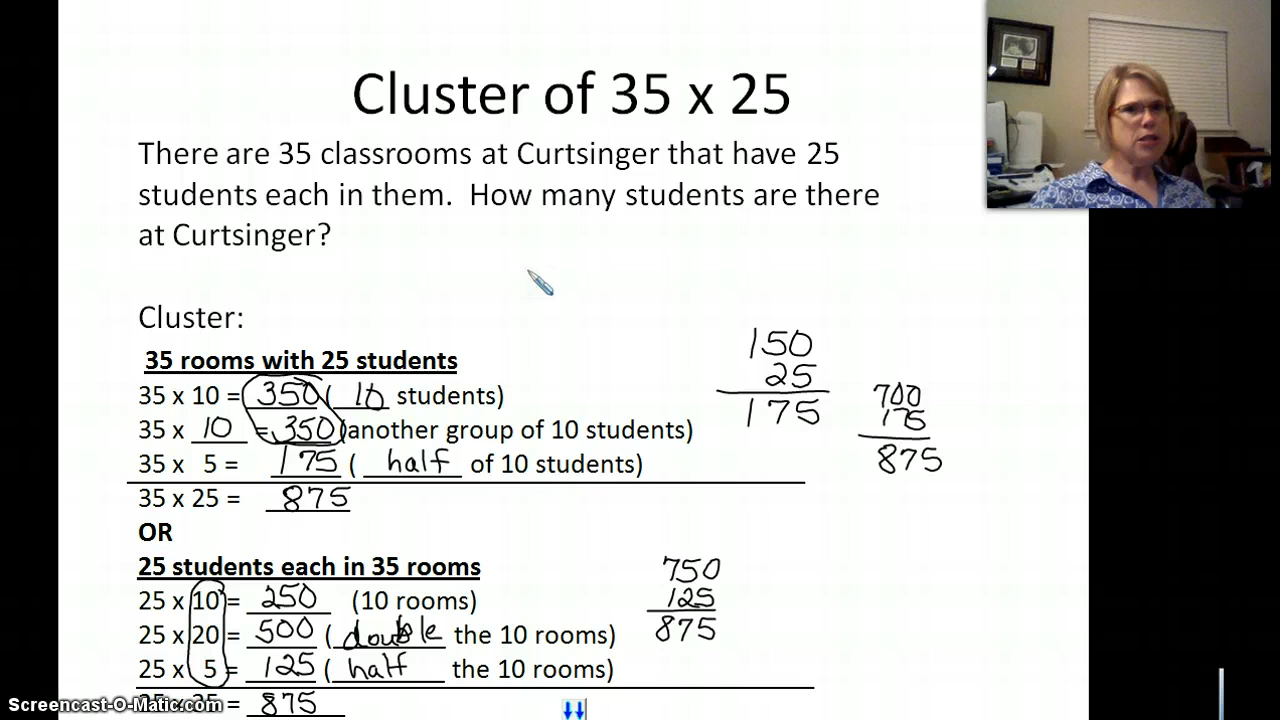 Cluster of 35 x 25
There are 35 classrooms at Curtsinger that have 25
students each in them. How many students are there
at Curtsinger?
Cluster:
35 rooms with 25 students
35 x 10 = 350 ( 10 students)
35 x 10 = 350 (another group of 10 students)
35 x 5 = 175 ( half of 10 students)
35 x 25 = 875
150
25
175
700
175
875
OR
25 students each in 35 rooms
25 x 10 = 250 (10 rooms)
25 x 20 = 500 ( double the 10 rooms)
25 x 5 = 125 ( half the 10 rooms)
25 x 35 = 875
750
125
875
Screencast-O-Matic.com